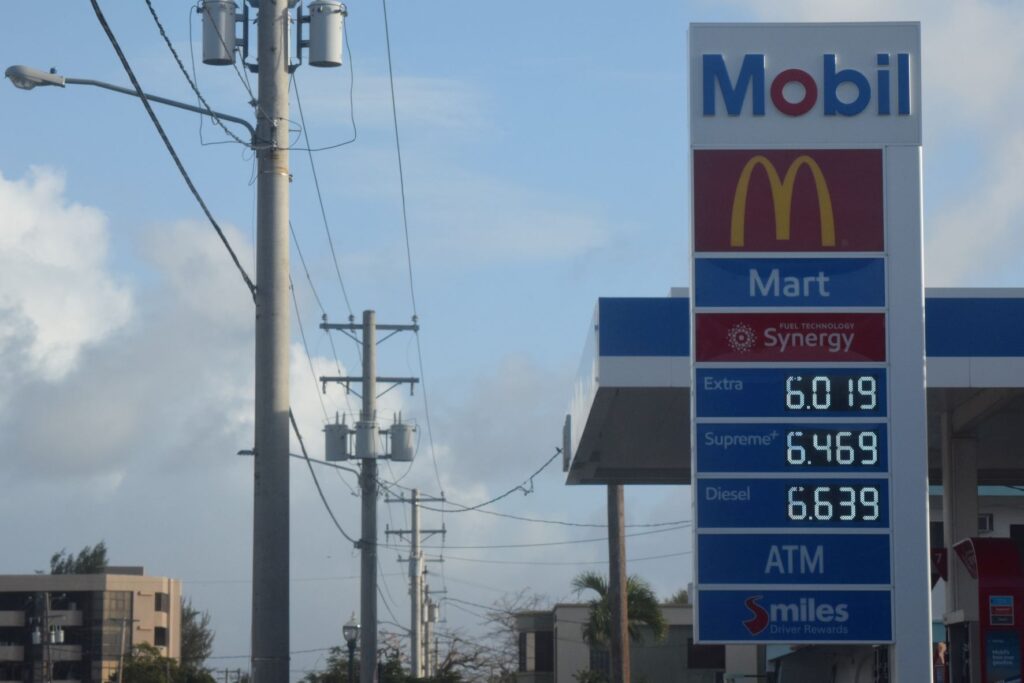 Mobil
M
Mart
FUEL TECHNOLOGY
Synergy
Extra 6.019
Supreme+ 6.469
Diesel 6.639
ATM
Smiles
Driver Rewards